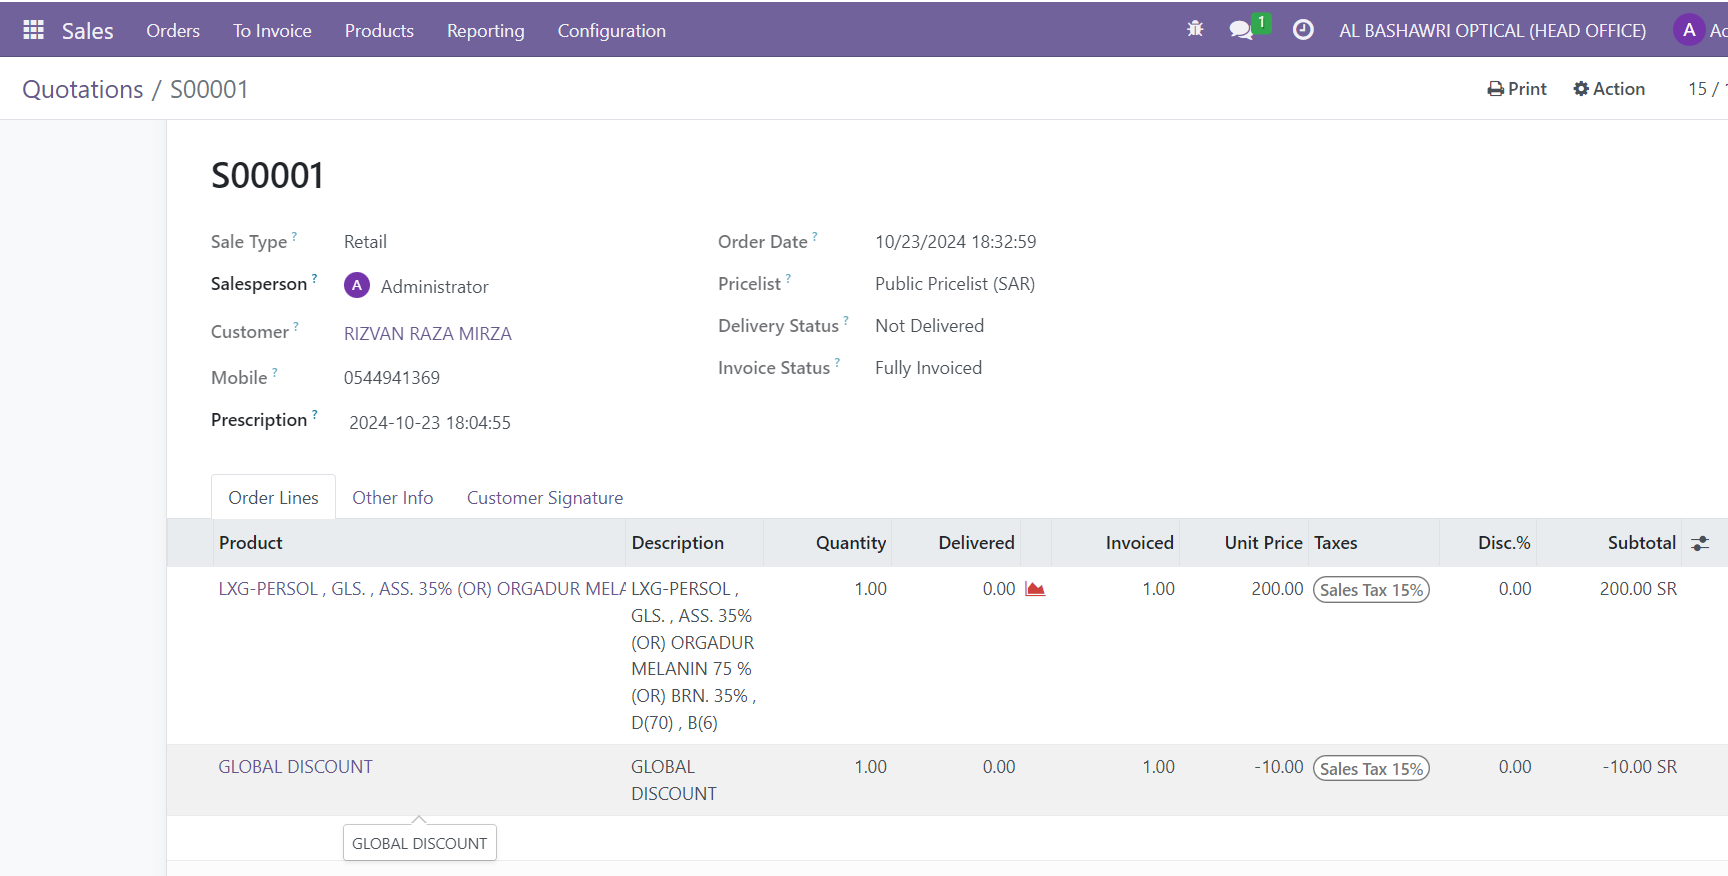 Sales Orders To Invoice Products Reporting Configuration 1 AL BASHAWRI OPTICAL (HEAD OFFICE) A
Quotations / S00001 Print Action 15 /
S00001
Sale Type ? Retail
Order Date ? 10/23/2024 18:32:59
Salesperson ? A Administrator
Pricelist ? Public Pricelist (SAR)
Customer ? RIZVAN RAZA MIRZA
Delivery Status ? Not Delivered
Mobile ? 0544941369
Invoice Status ? Fully Invoiced
Prescription ? 2024-10-23 18:04:55
Order Lines Other Info Customer Signature
Product Description Quantity Delivered Invoiced Unit Price Taxes Disc.% Subtotal
LXG-PERSOL , GLS. , ASS. 35% (OR) ORGADUR MELA LXG-PERSOL , 1.00 0.00 1.00 200.00 Sales Tax 15% 0.00 200.00 SR
GLS. , ASS. 35%
(OR) ORGADUR
MELANIN 75 %
(OR) BRN. 35% ,
D(70) , B(6)
GLOBAL DISCOUNT GLOBAL 1.00 0.00 1.00 -10.00 Sales Tax 15% 0.00 -10.00 SR
DISCOUNT
GLOBAL DISCOUNT